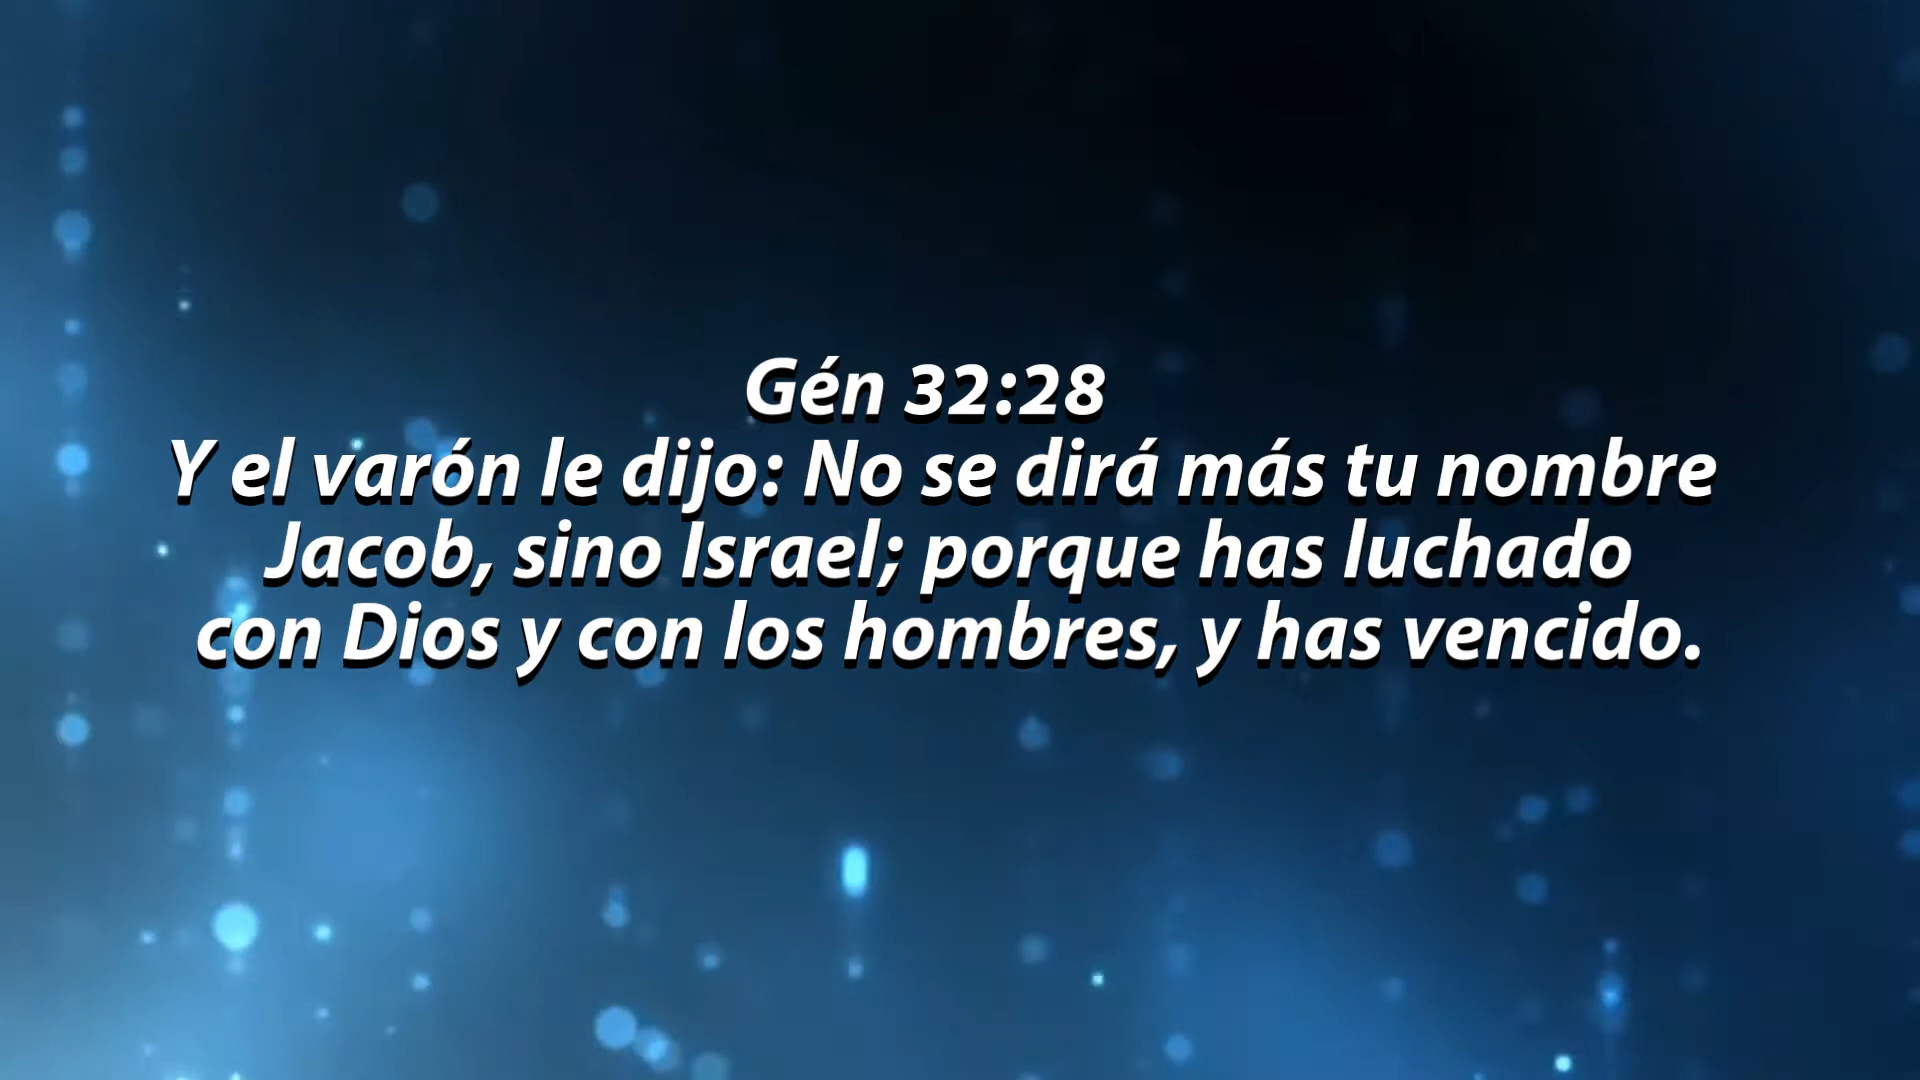 Gén 32:28
Y el varón le dijo: No se dirá más tu nombre
Jacob, sino Israel; porque has luchado
con Dios y con los hombres, y has vencido.